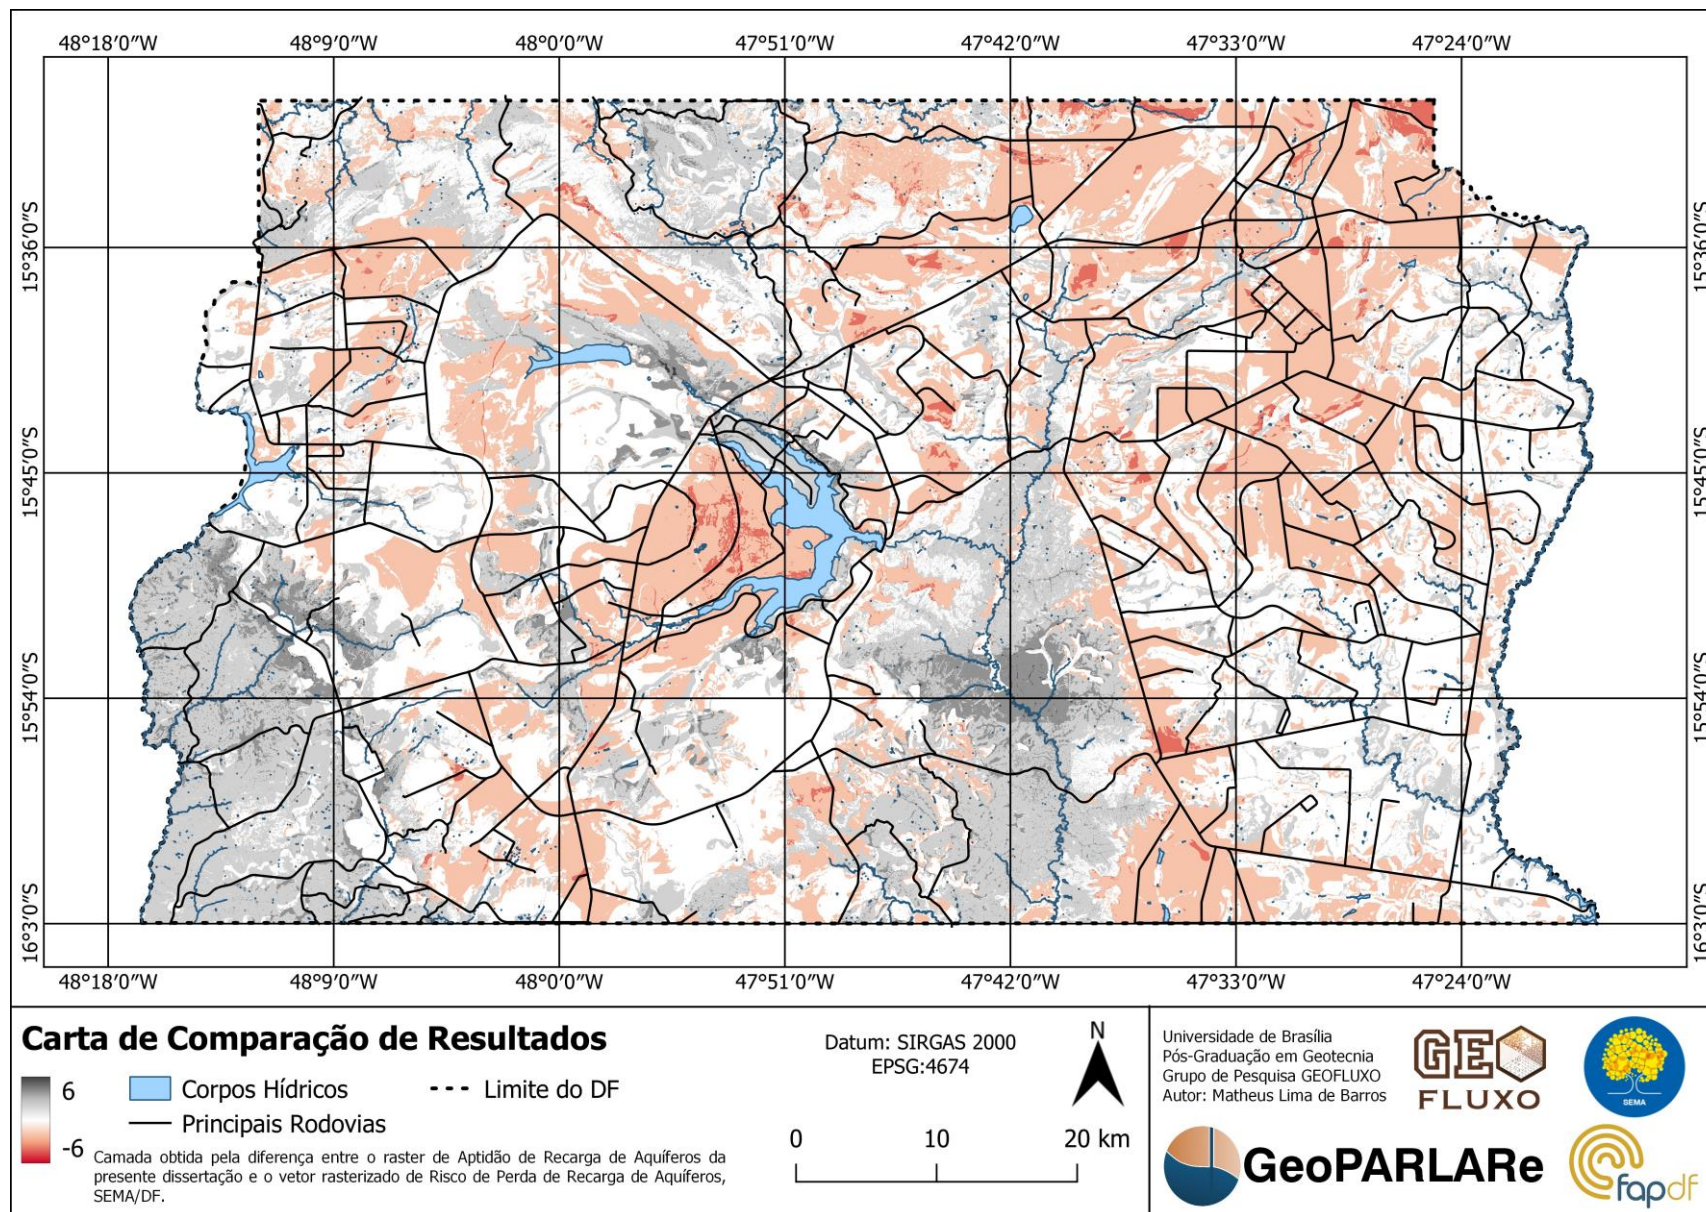 48°18'0"W 48°9'0"W 48°0'0"W 47°51'0"W 47°42'0"W 47°33'0"W 47°24'0"W
15°36'0"S 15°36'0"S
15°45'0"S 15°45'0"S
15°54'0"S 15°54'0"S
16°3'0"S 16°3'0"S
48°18'0"W 48°9'0"W 48°0'0"W 47°51'0"W 47°42'0"W 47°33'0"W 47°24'0"W
Carta de Comparação de Resultados
6
-6
Corpos Hídricos
Limite do DF
Principais Rodovias
Camada obtida pela diferença entre o raster de Aptidão de Recarga de Aquíferos da
presente dissertação e o vetor rasterizado de Risco de Perda de Recarga de Aquíferos,
SEMA/DF.
Datum: SIRGAS 2000
EPSG:4674
N
0 10 20 km
Universidade de Brasília
Pós-Graduação em Geotecnia
Grupo de Pesquisa GEOFLUXO
Autor: Matheus Lima de Barros
GEO
FLUXO
SEMA
GeoPARLARe
fapdf